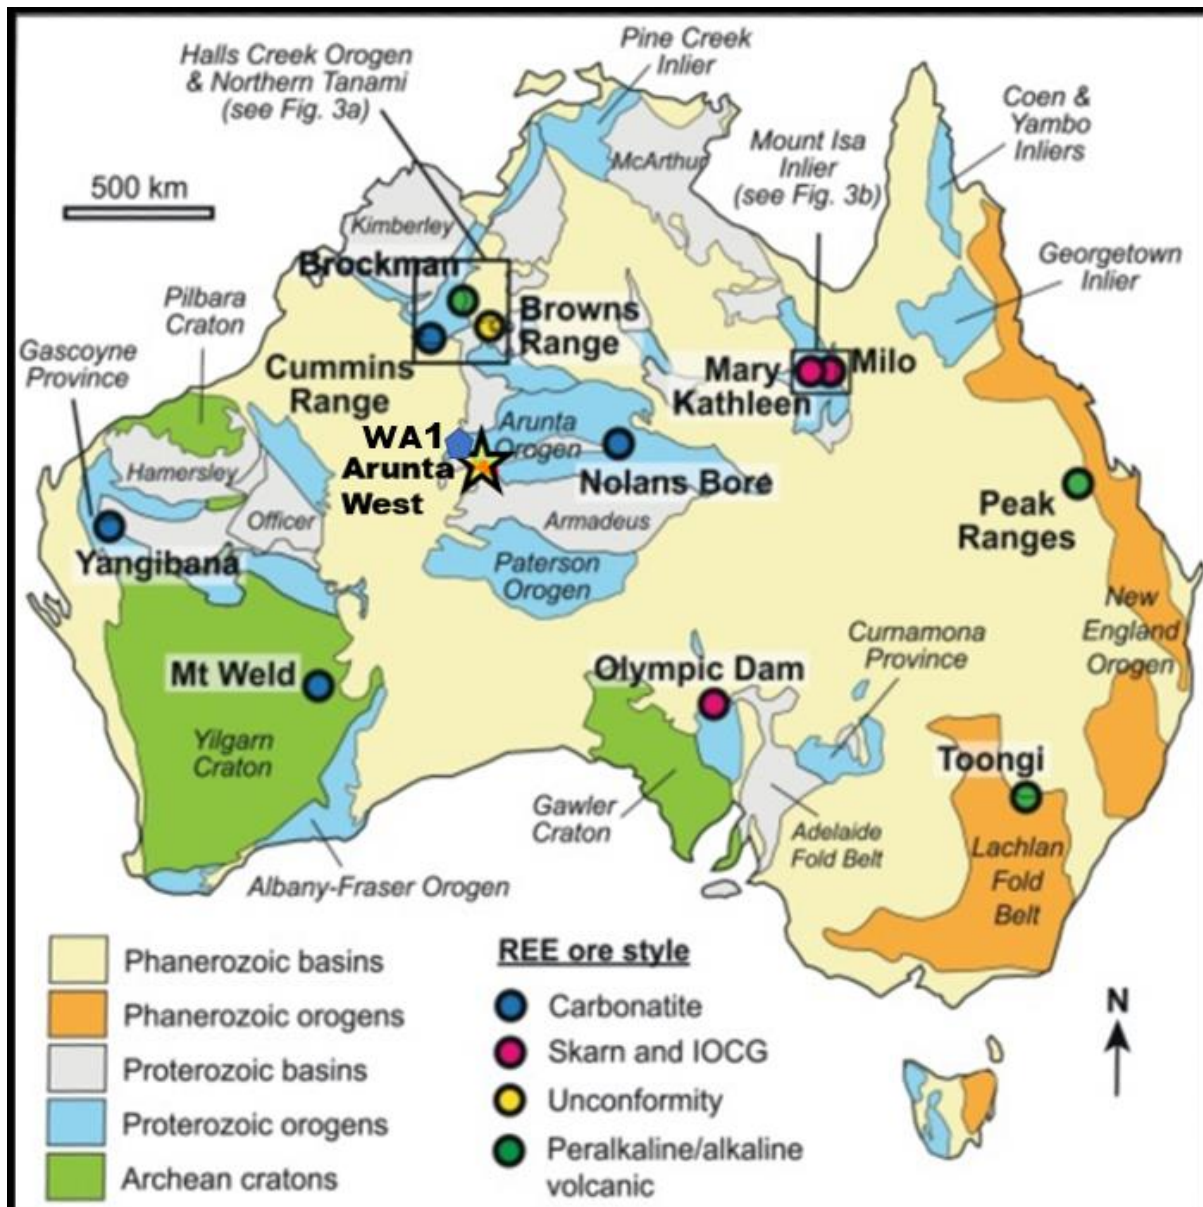 Halls Creek Orogen
& Northern Tanami
(see Fig. 3a)
Pine Creek
Inlier
Coen &
Yambo
Inliers
Mount Isa
Inlier
(see Fig. 3b)
McArthur
500 km
Kimberley
Georgetown
Inlier
Brockman
Pilbara
Craton
Browns
Range
Gascoyne
Province
Cummins
Range
Mary
Kathleen
Milo
Arunta
Orogen
WA1
Arunta
West
Hamersley
Nolans Bore
Officer
Armadeus
Peak
Ranges
Yangibana
Paterson
Orogen
New
England
Orogen
Curnamona
Province
Mt Weld
Olympic Dam
Yilgarn
Craton
Toongi
Gawler
Craton
Adelaide
Fold Belt
Lachlan
Fold
Belt
Albany-Fraser Orogen
Phanerozoic basins
Phanerozoic orogens
Proterozoic basins
Proterozoic orogens
Archean cratons
REE ore style
Carbonatite
Skarn and IOCG
Unconformity
Peralkaline/alkaline
volcanic
N